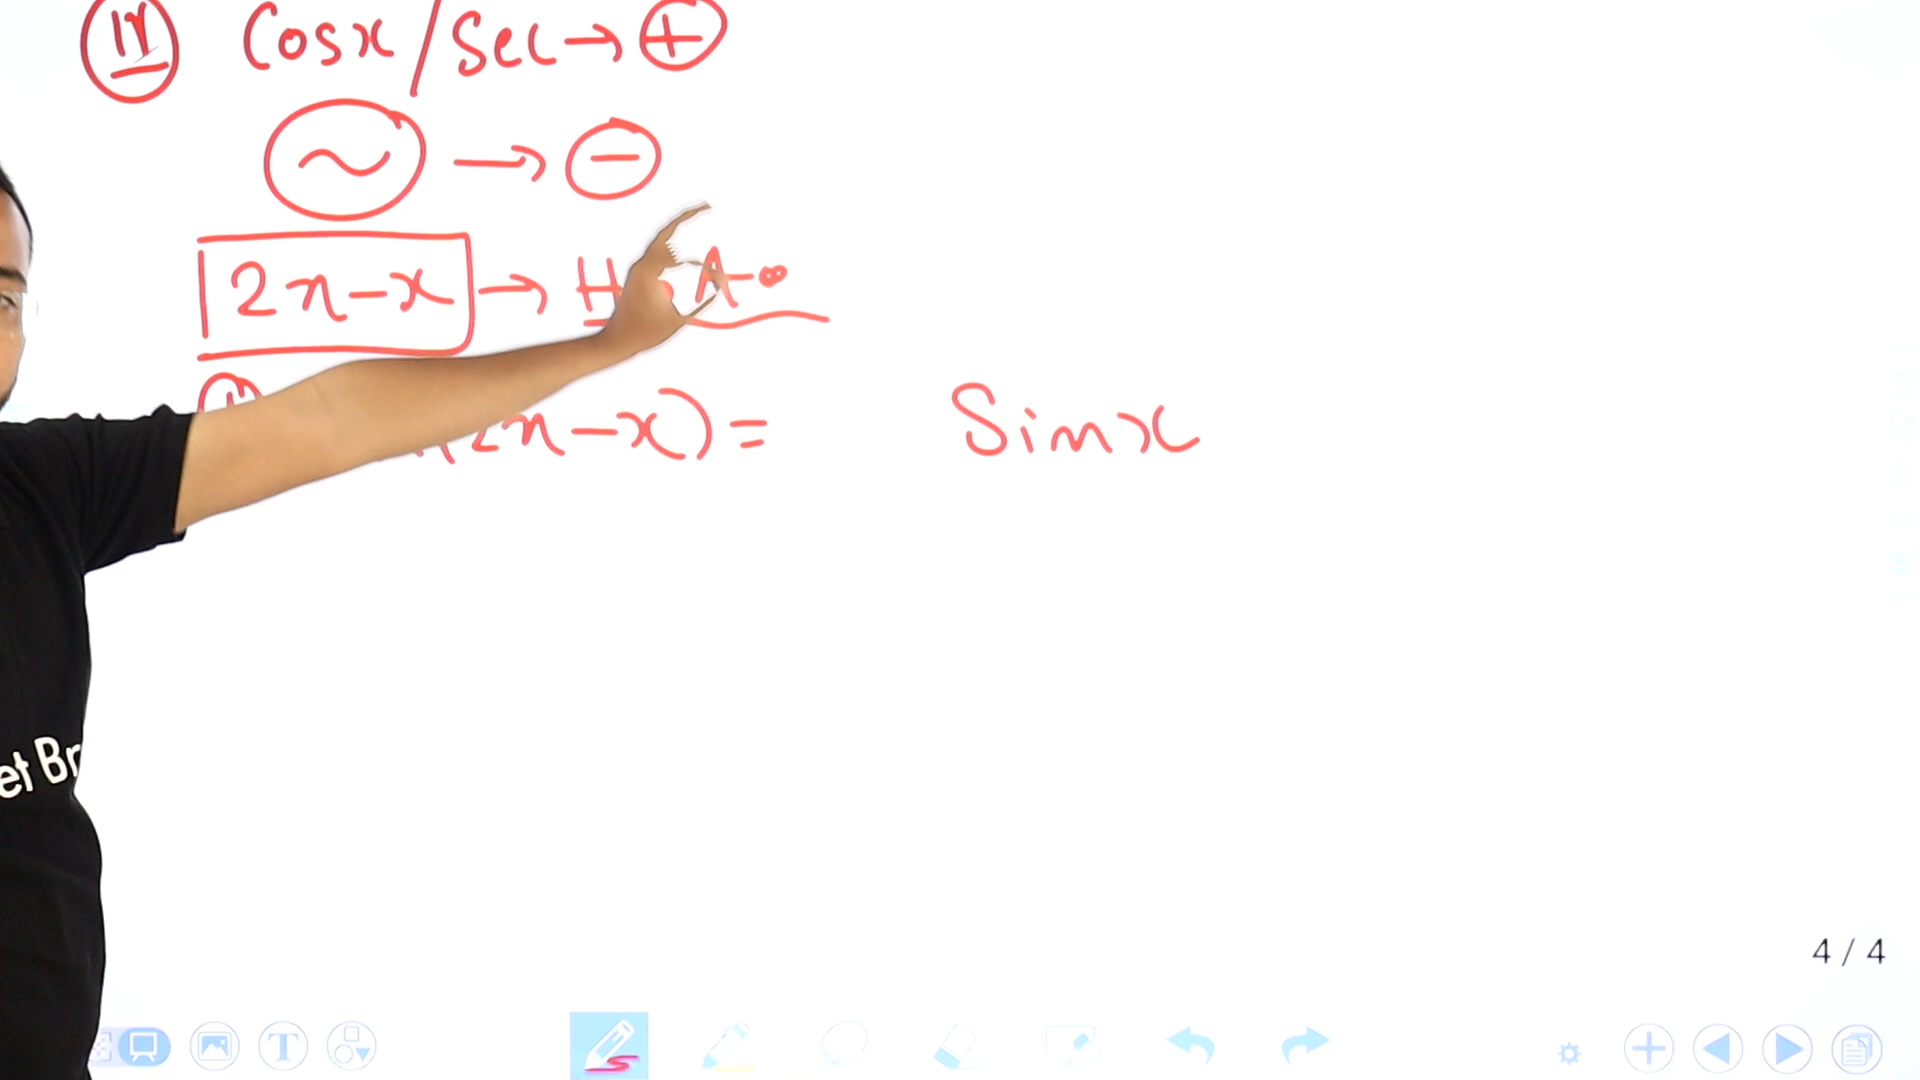 IV Cosx / Sec → +
~ → −
2π−x → H A-
(2π−x) = Sinx
et Br
4 / 4
T